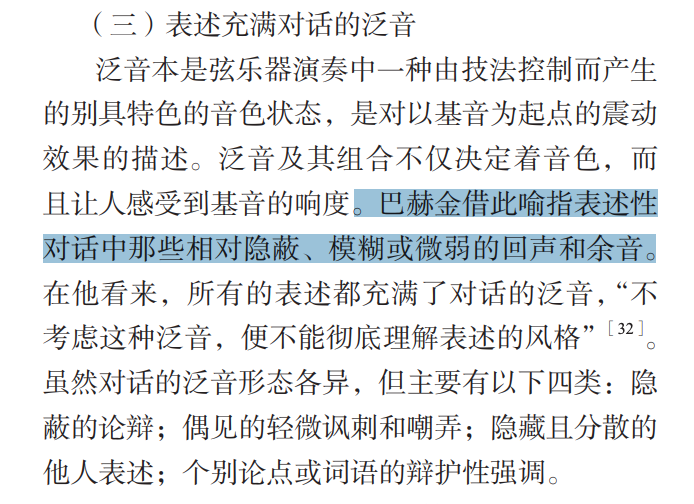 （三）表述充满对话的泛音
泛音本是弦乐器演奏中一种由技法控制而产生
的别具特色的音色状态，是对以基音为起点的震动
效果的描述。泛音及其组合不仅决定着音色，而
且让人感受到基音的响度。巴赫金借此喻指表述性
对话中那些相对隐蔽、模糊或微弱的回声和余音。
在他看来，所有的表述都充满了对话的泛音，“不
考虑这种泛音，便不能彻底理解表述的风格”［32］。
虽然对话的泛音形态各异，但主要有以下四类：隐
蔽的论辩；偶见的轻微讽刺和嘲弄；隐藏且分散的
他人表述；个别论点或词语的辩护性强调。